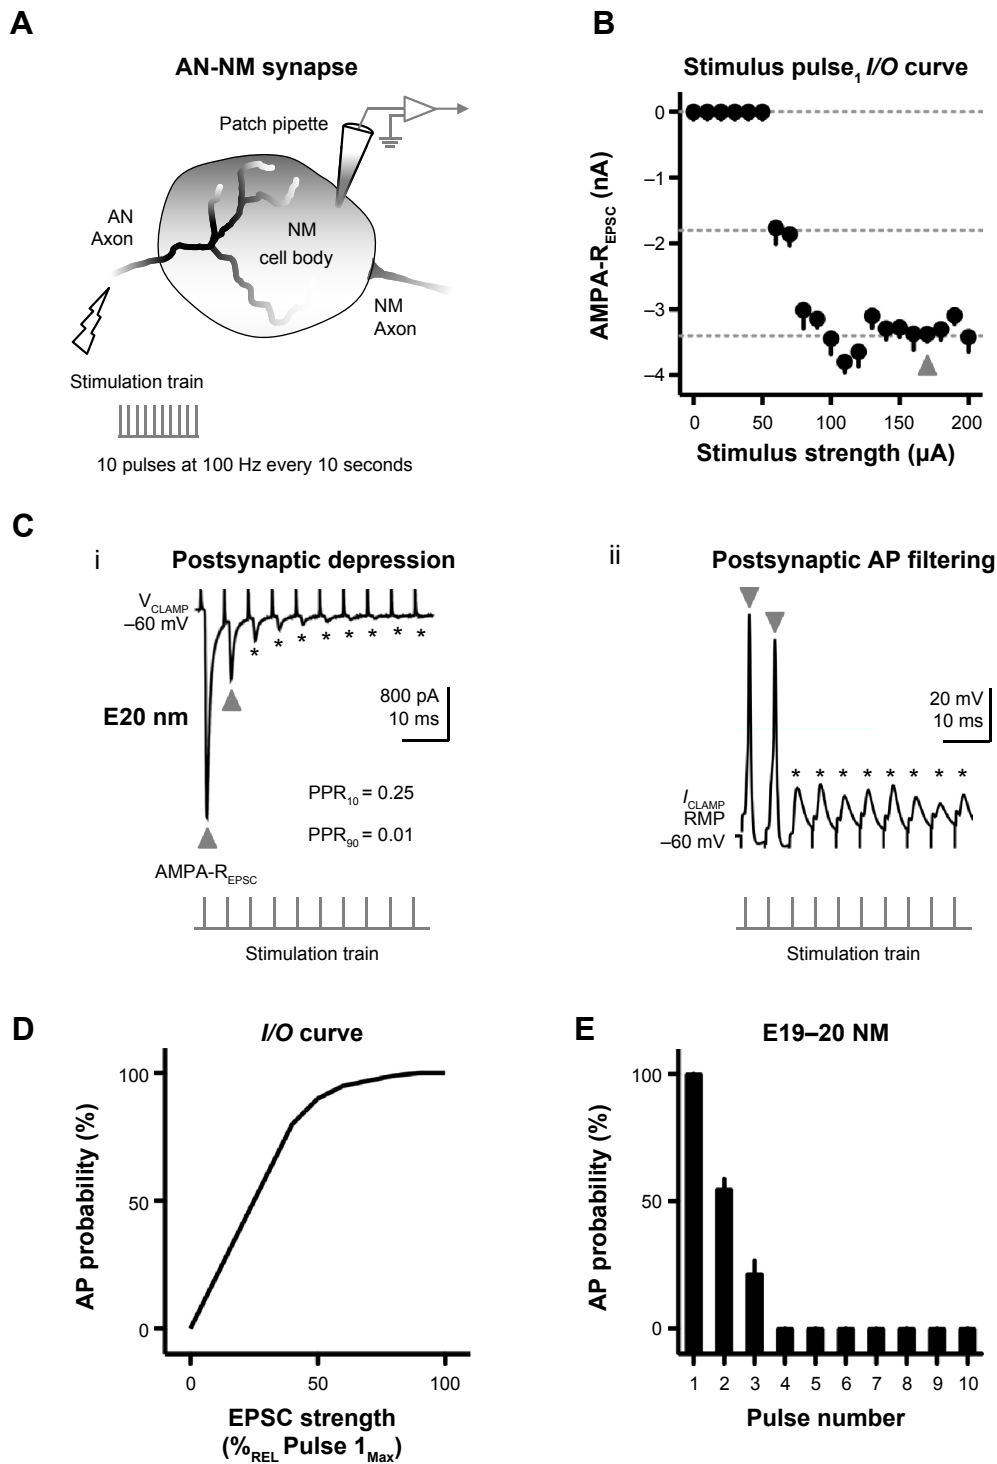 A
AN-NM synapse
Patch pipette
AN
Axon
NM
cell body
NM
Axon
Stimulation train
10 pulses at 100 Hz every 10 seconds
B
Stimulus pulse1 I/O curve
AMPA-REPSC (nA)
0
–1
–2
–3
–4
0 50 100 150 200
Stimulus strength (µA)
C
i
Postsynaptic depression
VCLAMP
–60 mV
* * * * * * * *
E20 nm
800 pA
10 ms
PPR10 = 0.25
PPR90 = 0.01
AMPA-REPSC
Stimulation train
ii
Postsynaptic AP filtering
20 mV
10 ms
* * * * * * * *
ICLAMP
RMP
–60 mV
Stimulation train
D
I/O curve
AP probability (%)
100
50
0
0 50 100
EPSC strength
(%REL Pulse 1Max)
E
E19–20 NM
AP probability (%)
100
50
0
1 2 3 4 5 6 7 8 9 10
Pulse number